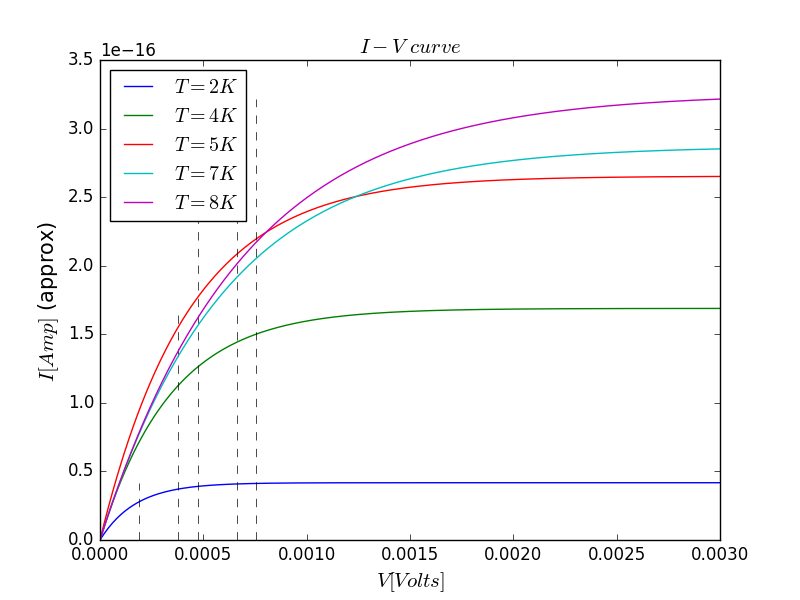 I − V curve
1e−16
3.5
3.0
2.5
2.0
1.5
1.0
0.5
0.0
T = 2K
T = 4K
T = 5K
T = 7K
T = 8K
I[Amp] (approx)
0.0000 0.0005 0.0010 0.0015 0.0020 0.0025 0.0030
V[Volts]